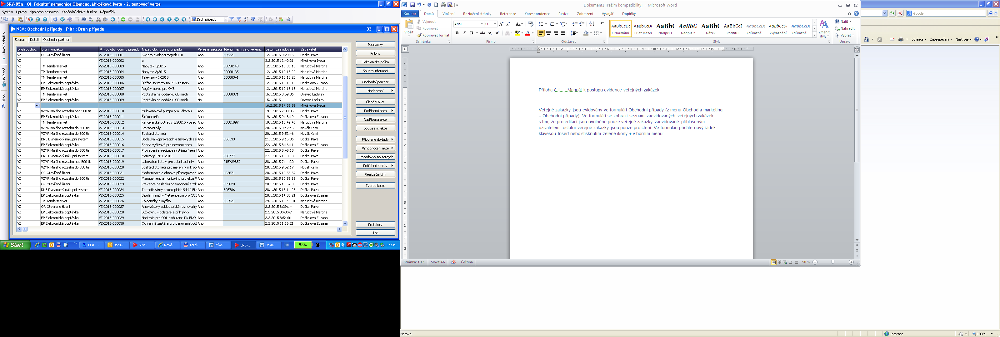 SRV-85n : QI Fakultní nemocnice Olomouc, Mikošková Iveta - 2. testovací verze
Systém Úpravy Společná nastavení Ovládání aktivní funkce Nápovědy
Druh případu
Hlavní nabídka
Oblíbené
Okna
NEM: Obchodní případy Filtr : Druh případu 33
Seznam Detail Obchodní partner
Druh obcho... Druh kontaktu Kód obchodního případu Název obchodního případu Veřejná zakázka Identifikační číslo veřejn... Datum zaevidování Zadavatel
VZ OR Otevřené řízení VZ-2015-000001 SW pro evidenci majetku III Ano 505221 12.1.2015 9:29:15 Dočkal Pavel
VZ VZ-2015-000002 a 3.2.2015 12:40:31 Mikošková Iveta
VZ TM Tendermarket VZ-2015-000003 Nábytek 1/2015 Ano 00050143 12.1.2015 10:06:15 Nerudová Martina
VZ TM Tendermarket VZ-2015-000004 Nábytek 2/2015 Ano 00000135 12.1.2015 10:13:20 Nerudová Martina
VZ TM Tendermarket VZ-2015-000005 Televizory 1/2015 Ano 00000341 12.1.2015 10:15:20 Nerudová Martina
VZ EP Elektronická poptávka VZ-2015-000006 Úložné systémy na RTG zástěry Ano 12.1.2015 10:15:13 Dočkalová Zuzana
VZ EP Elektronická poptávka VZ-2015-000007 Regály nerez pro OKB Ano 12.1.2015 10:16:15 Nerudová Martina
VZ TM Tendermarket VZ-2015-000008 Poptávka na dodávku CD médií Ano 00000371 16.1.2015 8:59:06 Oravec Ladislav
VZ EP Elektronická poptávka VZ-2015-000009 Poptávka na dodávku CD médií Ne 15.1.2015 Oravec Ladislav
... 16.2.2015 14:33:52 Mikošková Iveta
VZ VZMR Malého rozsahu nad 500 tis. VZ-2015-000010 Multikanálová pumpa pro Lékárnu Ano 19.1.2015 7:33:05 Dočkal Pavel
VZ EP Elektronická poptávka VZ-2015-000011 Šicí materiál Ano 19.1.2015 9:48:19 Dočkalová Zuzana
VZ TM Tendermarket VZ-2015-000012 Kancelářské potřeby 1/20015 - psací Ano 00001097 19.1.2015 13:42:46 Nerudová Martina
VZ VZMR Malého rozsahu do 500 tis. VZ-2015-000013 Sternální pily Ano 20.1.2015 9:42:46 Novák Kamil
VZ VZMR Malého rozsahu do 500 tis. VZ-2015-000014 Spektrofotometr Ano 20.1.2015 9:52:46 Novák Kamil
VZ DNS Dynamický nákupní systém VZ-2015-000015 Dodávka kopírovacích a tiskových zai Ano 506133 21.1.2015 9:15:36 Dočkal Pavel
VZ EP Elektronická poptávka VZ-2015-000016 Sonda výživová pro novorozence Ano 22.1.2015 8:16:11 Dočkalová Zuzana
VZ VZMR Malého rozsahu do 500 tis. VZ-2015-000017 Provedení akreditace systému řízení Ano 22.1.2015 8:45:13 Dočkal Pavel
VZ DNS Dynamický nákupní systém VZ-2015-000018 Monitory FNOL 2015 Ano 506777 27.1.2015 15:03:35 Dočkal Pavel
VZ VZMR Malého rozsahu nad 500 tis. VZ-2015-000019 Laboratorní stoly pro zubní techniky Ano P15V29852 28.1.2015 7:44:20 Dočkal Pavel
VZ VZMR Malého rozsahu do 500 tis. VZ-2015-000020 Spektrofotometr pro měření v mikroo Ano 28.1.2015 9:52:17 Novák Kamil
VZ OR Otevřené řízení VZ-2015-000021 Modernizace a obnova přístrojového Ano 403671 28.1.2015 10:53:57 Dočkal Pavel
VZ VZMR Malého rozsahu do 500 tis. VZ-2015-000022 Management a monitoring projektu F Ano 28.1.2015 10:55:12 Dočkal Pavel
VZ OR Otevřené řízení VZ-2015-000023 Prevence následků onemocnění a zdr Ano 505829 28.1.2015 10:57:00 Dočkal Pavel
VZ DNS Dynamický nákupní systém VZ-2015-000024 Termotiskárny samolepících štítků FN Ano 506786 28.1.2015 13:14:25 Dočkal Pavel
VZ EP Elektronická poptávka VZ-2015-000025 Bipolární nůžky Metzenbaum pro COS Ano 28.1.2015 14:35:21 Dočkalová Zuzana
VZ TM Tendermarket VZ-2015-000026 Chladničky a myčka Ano 002521 29.1.2015 10:43:01 Nerudová Martina
VZ OR Otevřené řízení VZ-2015-000027 Analyzátory acidobazické rovnováhy Ano 2.2.2015 8:39:14 Dočkal Pavel
VZ EP Elektronická poptávka VZ-2015-000028 Lůžkoviny - polštáře a přikrývky Ano 2.2.2015 8:40:47 Nerudová Martina
VZ EP Elektronická poptávka VZ-2015-000029 Nástroje pro ORL ambulanci DK FNOL Ano 2.2.2015 8:54:01 Dočkalová Zuzana
VZ EP Elektronická poptávka VZ-2015-000030 Ochranná zástěra pro panoramatický Ano 2.2.2015 11:16:21 Dočkalová Zuzana
Poznámky
Přílohy
Elektronická pošta
Souhrn informací
Obchodní partner
Hodnocení
Členění akce
Podřízené akce
Nadřízená akce
Související akce
Připojené doklady
Vyhodnocení akce
Požadavky na zdroje
Potřebné statky
Realizační tým
Tvorba kopie
Protokoly
Tisk
Start EFA ... Doru... SRV-... Nová... Total... Příka... SRV-... Doku... EN 98% 14:34
Dokument1 [režim kompatibility] - Microsoft Word
Soubor Domů Vložení Rozložení stránky Reference Korespondence Revize Zobrazení Vývojář Doplňky
Vložit
Vyjmout
Kopírovat
Kopírovat formát
Schránka
Arial 11
Písmo
Odstavec
AaBbCcDc AaBbCcDc AaBbC AaBbCc AaBbC AaBbCcI AaBbCcDc AaBbCcDc AaBbCcDc
¶ Normální ¶ Bez mezer Nadpis 1 Nadpis 2 Název Podtitul Zdůrazně... Zvýraznění Zdůrazně...
Styly
Změnit styly
Najít
Nahradit
Vybrat
Úpravy
Příloha č.1 Manuál k postupu evidence veřejných zakázek
Veřejné zakázky jsou evidovány ve formuláři Obchodní případy (z menu Obchod a marketing
– Obchodní případy). Ve formuláři se zobrazí seznam zaevidovaných veřejných zakázek
s tím, že pro editaci jsou uvolněné pouze veřejné zakázky zaevidované přihlášeným
uživatelem, ostatní veřejné zakázky jsou pouze pro čtení. Ve formuláři přidáte nový řádek
klávesou Insert nebo stisknutím zelené ikony + v horním menu:
Stránka: 1 z 1 Slova: 66 Čeština 98 %
Google
Stránka Zabezpečení Nástroje
Hotovo Internet 100%